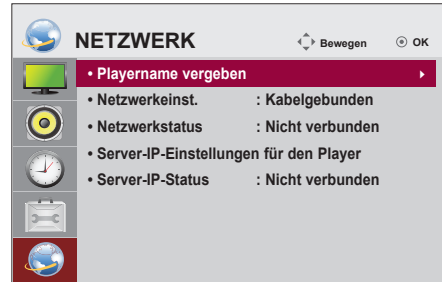 NETZWERK
Bewegen
OK
• Playername vergeben
• Netzwerkeinst. : Kabelgebunden
• Netzwerkstatus : Nicht verbunden
• Server-IP-Einstellungen für den Player
• Server-IP-Status : Nicht verbunden